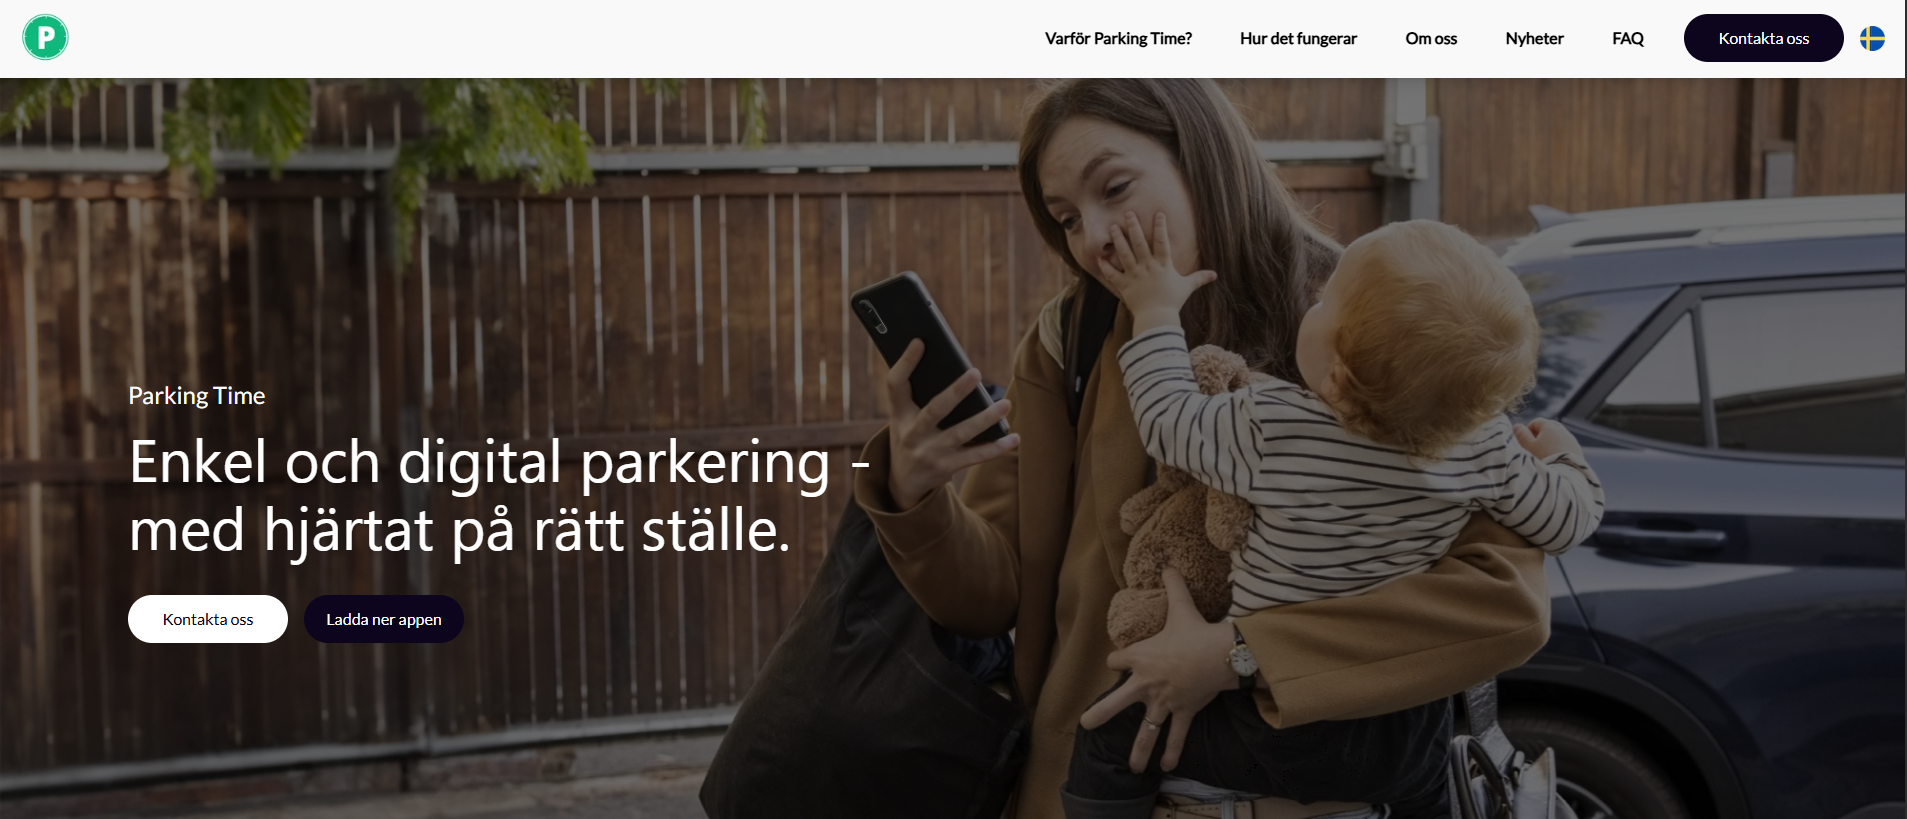 P
Varför Parking Time?
Hur det fungerar
Om oss
Nyheter
FAQ
Kontakta oss
Parking Time
Enkel och digital parkering -
med hjärtat på rätt ställe.
Kontakta oss
Ladda ner appen